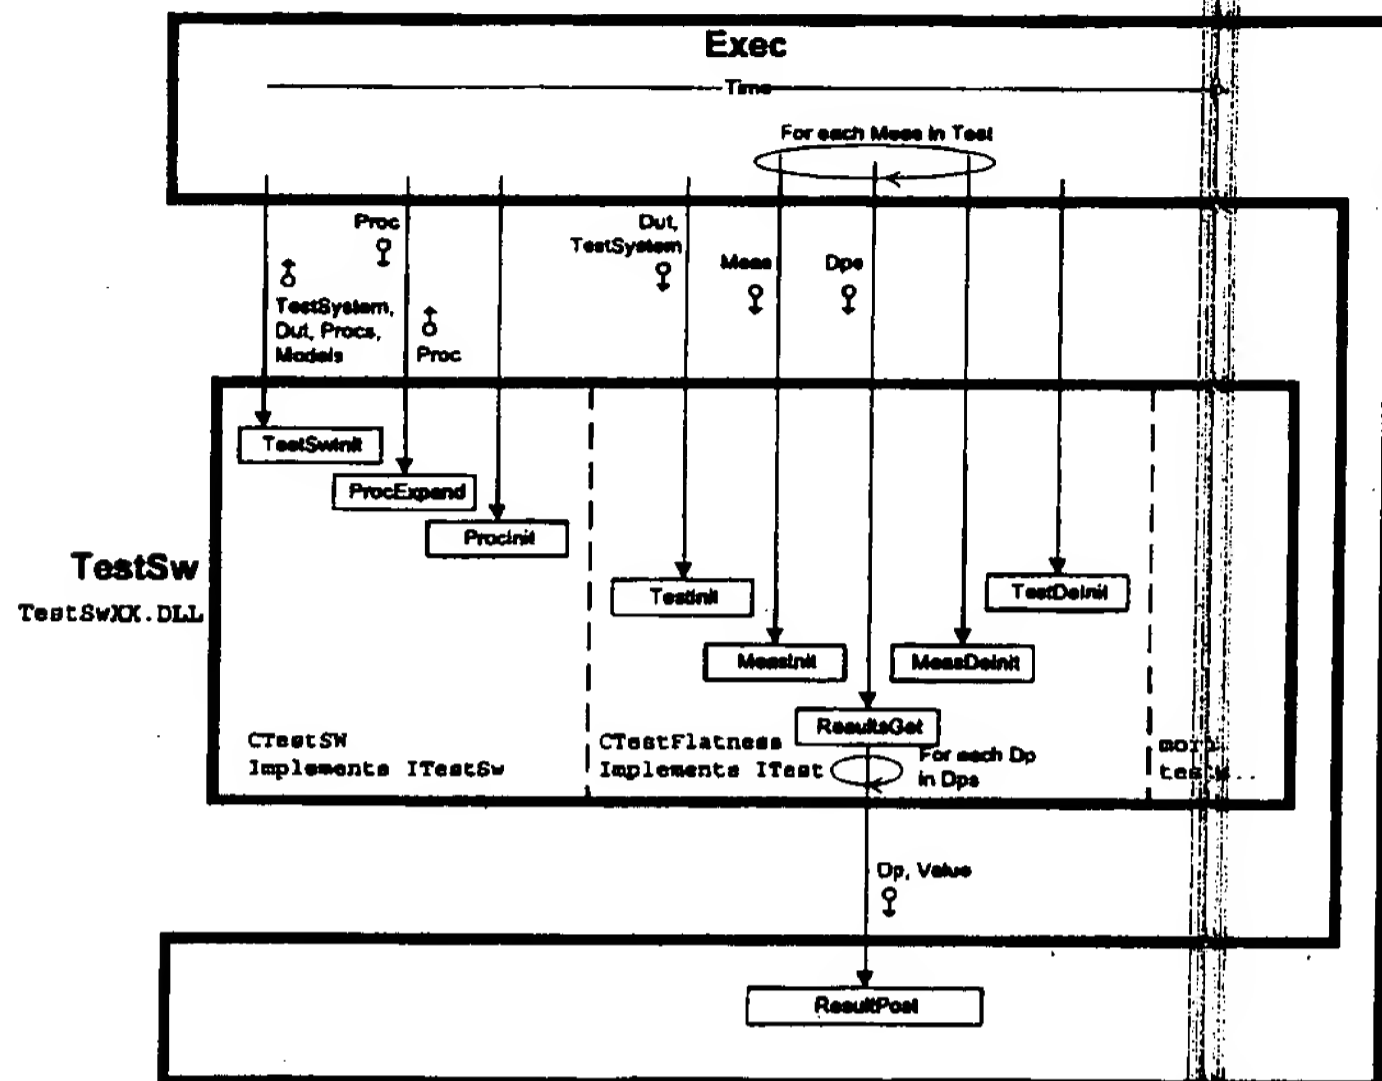 Exec
Time
For each Meas in Test
Proc
Dut,
TestSystem
Meas
Dps
TestSystem,
Dut, Procs,
Models
Proc
TestSwInit
ProcExpand
ProcInit
TestSw
TestSwXX.DLL
TestInit
TestDeInit
MeasInit
MeasDeInit
ResultsGet
CTestSW
Implements ITestSw
CTestFlatness
Implements ITest
For each Dp
in Dps
more
tests...
Dp, Value
ResultPost